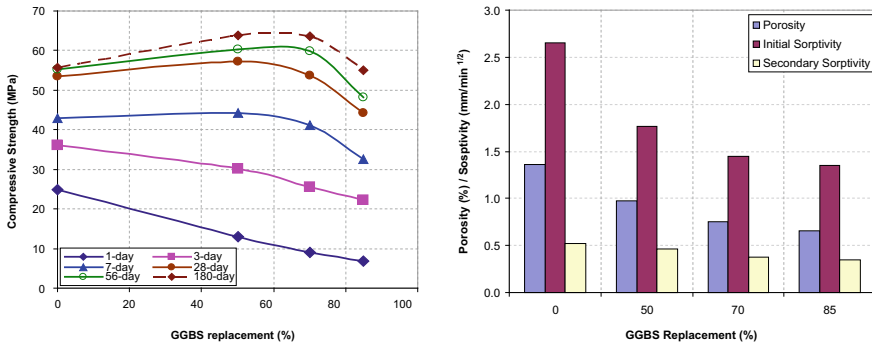 70
60
50
40
30
20
10
0
Compressive Strength (MPa)
1-day 3-day
7-day 28-day
56-day 180-day
0 20 40 60 80 100
GGBS replacement (%)
3.0
2.5
2.0
1.5
1.0
0.5
0.0
Porosity (%) / Sosptivity (mm/min 1/2)
Porosity
Initial Sorptivity
Secondary Sorptivity
0 50 70 85
GGBS Replacement (%)